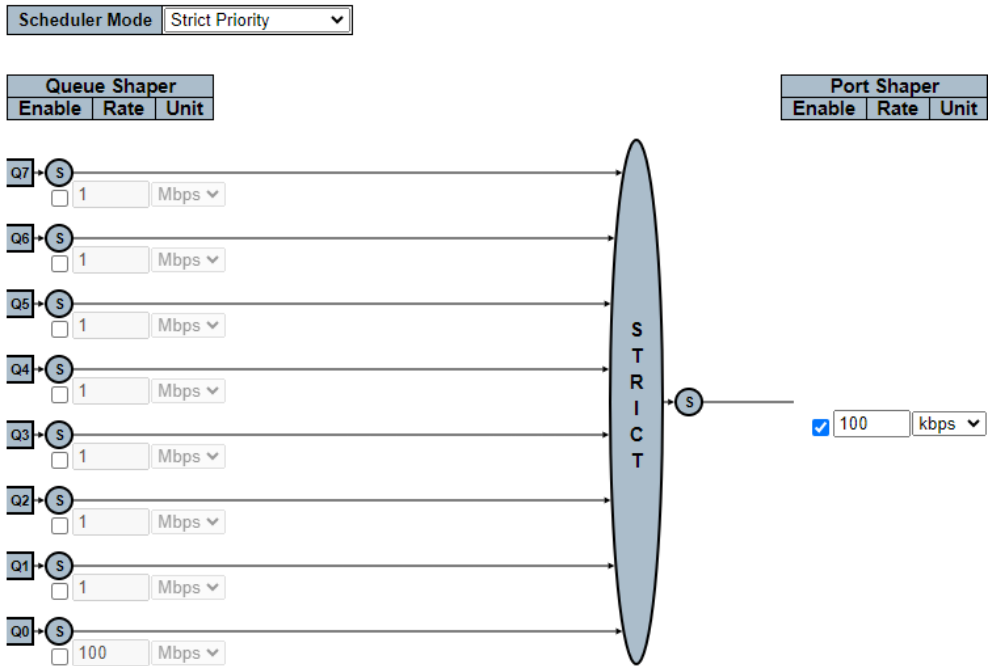 Scheduler Mode Strict Priority
Queue Shaper
Enable Rate Unit
Port Shaper
Enable Rate Unit
Q7 S
1 Mbps
Q6 S
1 Mbps
Q5 S
1 Mbps
Q4 S
1 Mbps
Q3 S
1 Mbps
Q2 S
1 Mbps
Q1 S
1 Mbps
Q0 S
100 Mbps
S
T
R
I
C
T
S
100 kbps